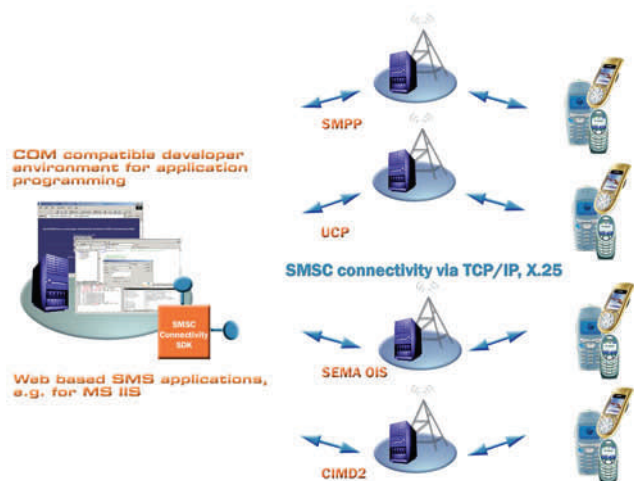 SMPP
COM compatible developer
environment for application
programming
UCP
SMSC connectivity via TCP/IP, X.25
SMSC
Connectivity
SDK
SEMA OIS
Web based SMS applications,
e.g. for MS IIS
CIMD2